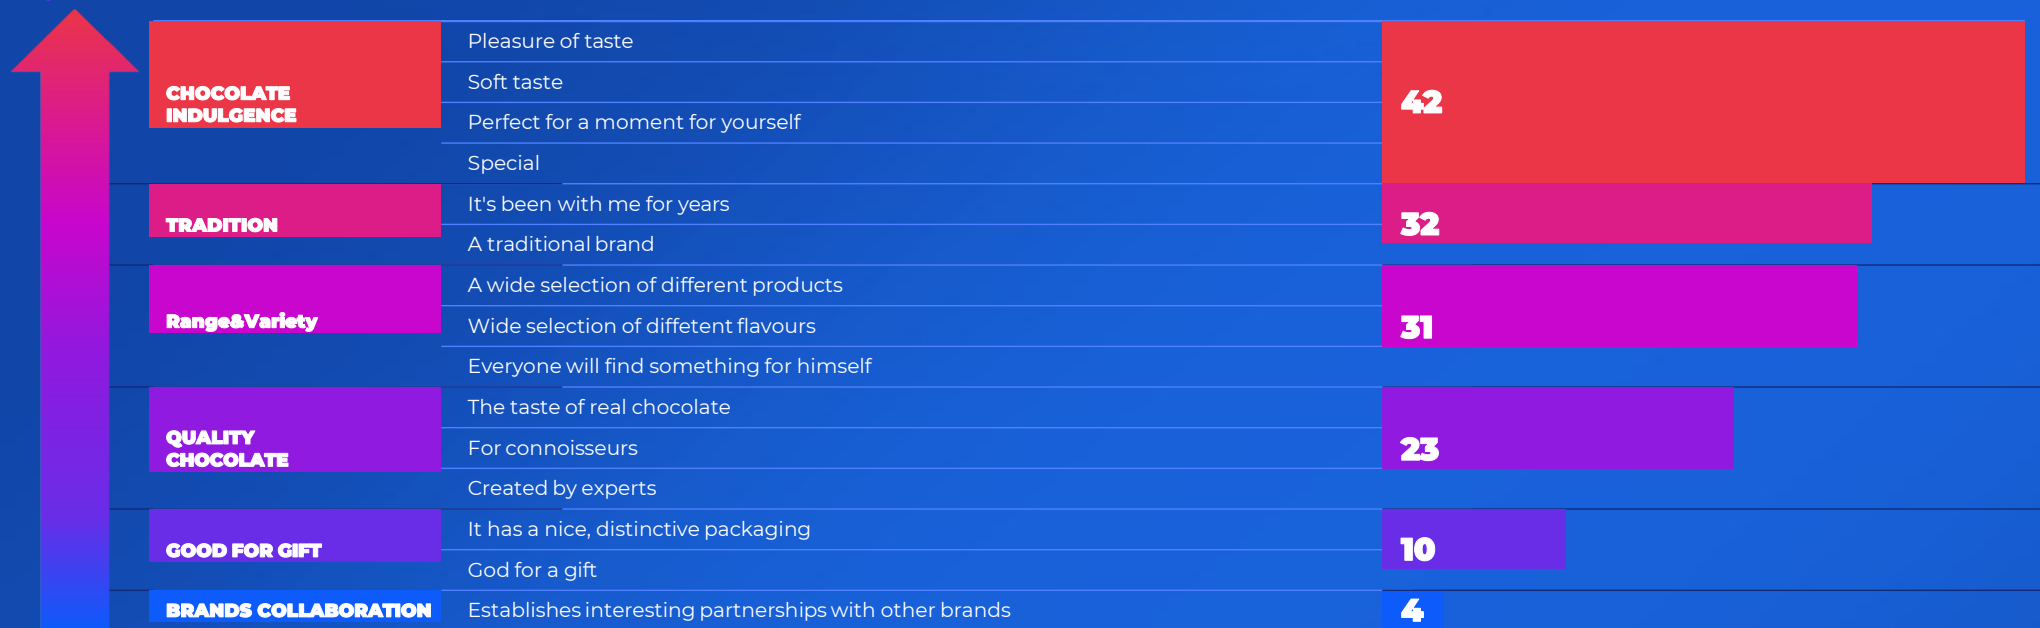 Pleasure of taste
CHOCOLATE
INDULGENCE
Soft taste
Perfect for a moment for yourself
Special
42
TRADITION
It's been with me for years
A traditional brand
32
Range&Variety
A wide selection of different products
Wide selection of diffetent flavours
Everyone will find something for himself
31
QUALITY
CHOCOLATE
The taste of real chocolate
For connoisseurs
Created by experts
23
GOOD FOR GIFT
It has a nice, distinctive packaging
God for a gift
10
BRANDS COLLABORATION
Establishes interesting partnerships with other brands
4